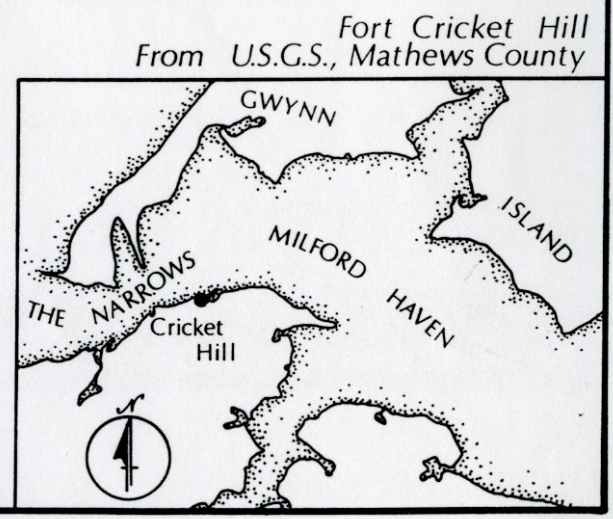 Fort Cricket Hill
From U.S.G.S., Mathews County
GWYNN
ISLAND
MILFORD
HAVEN
THE NARROWS
Cricket
Hill
N